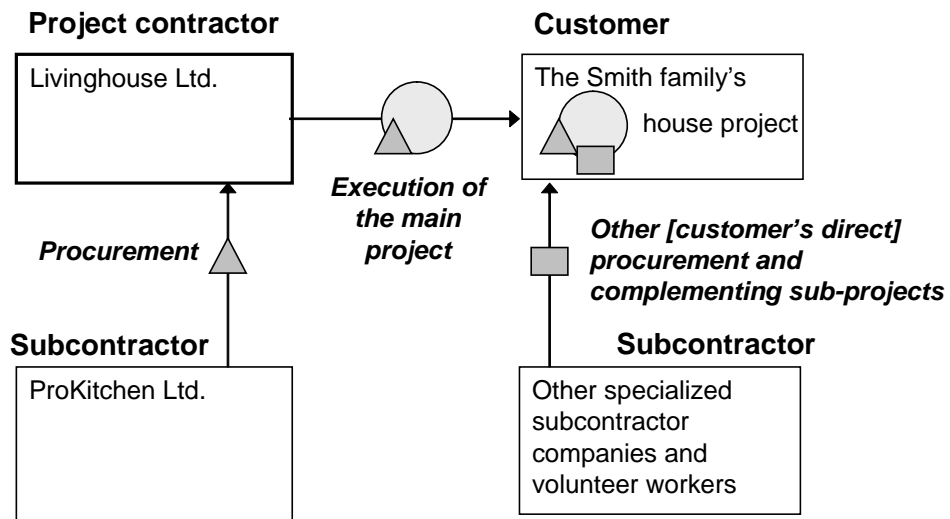 Project contractor
Livinghouse Ltd.
Customer
The Smith family's
house project
Execution of
the main
project
Procurement
Other [customer's direct]
procurement and
complementing sub-projects
Subcontractor
ProKitchen Ltd.
Subcontractor
Other specialized
subcontractor
companies and
volunteer workers